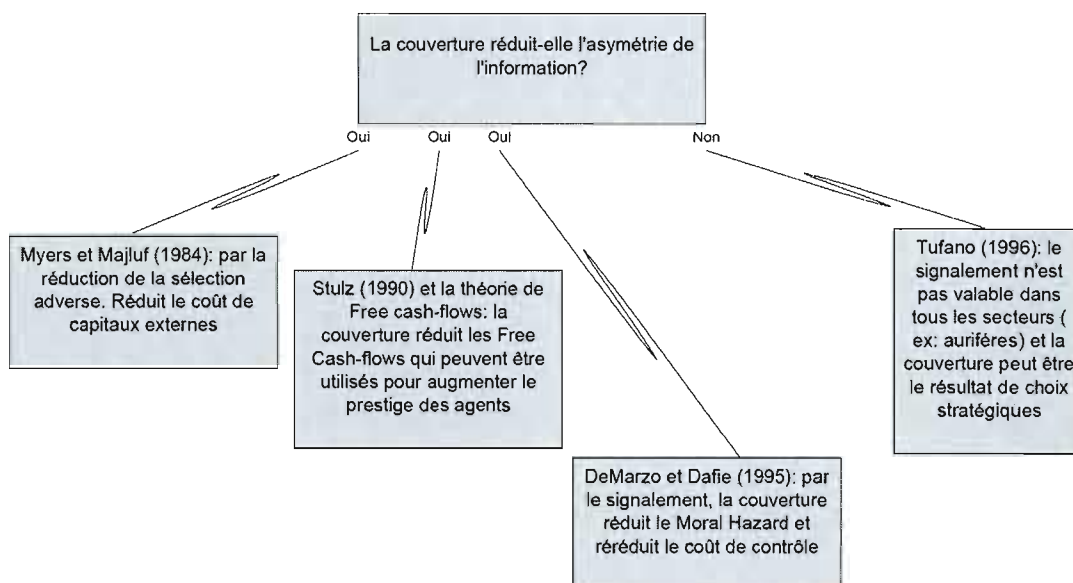 La couverture réduit-elle l'asymétrie de
l'information?
Oui
Oui
Oui
Non
Myers et Majluf (1984): par la
réduction de la sélection
adverse. Réduit le coût de
capitaux externes
Stulz (1990) et la théorie de
Free cash-flows: la
couverture réduit les Free
Cash-flows qui peuvent être
utilisés pour augmenter le
prestige des agents
DeMarzo et Dafie (1995): par
le signalement, la couverture
réduit le Moral Hazard et
réréduit le coût de contrôle
Tufano (1996): le
signalement n'est
pas valable dans
tous les secteurs (
ex: auriféres) et la
couverture peut être
le résultat de choix
stratégiques